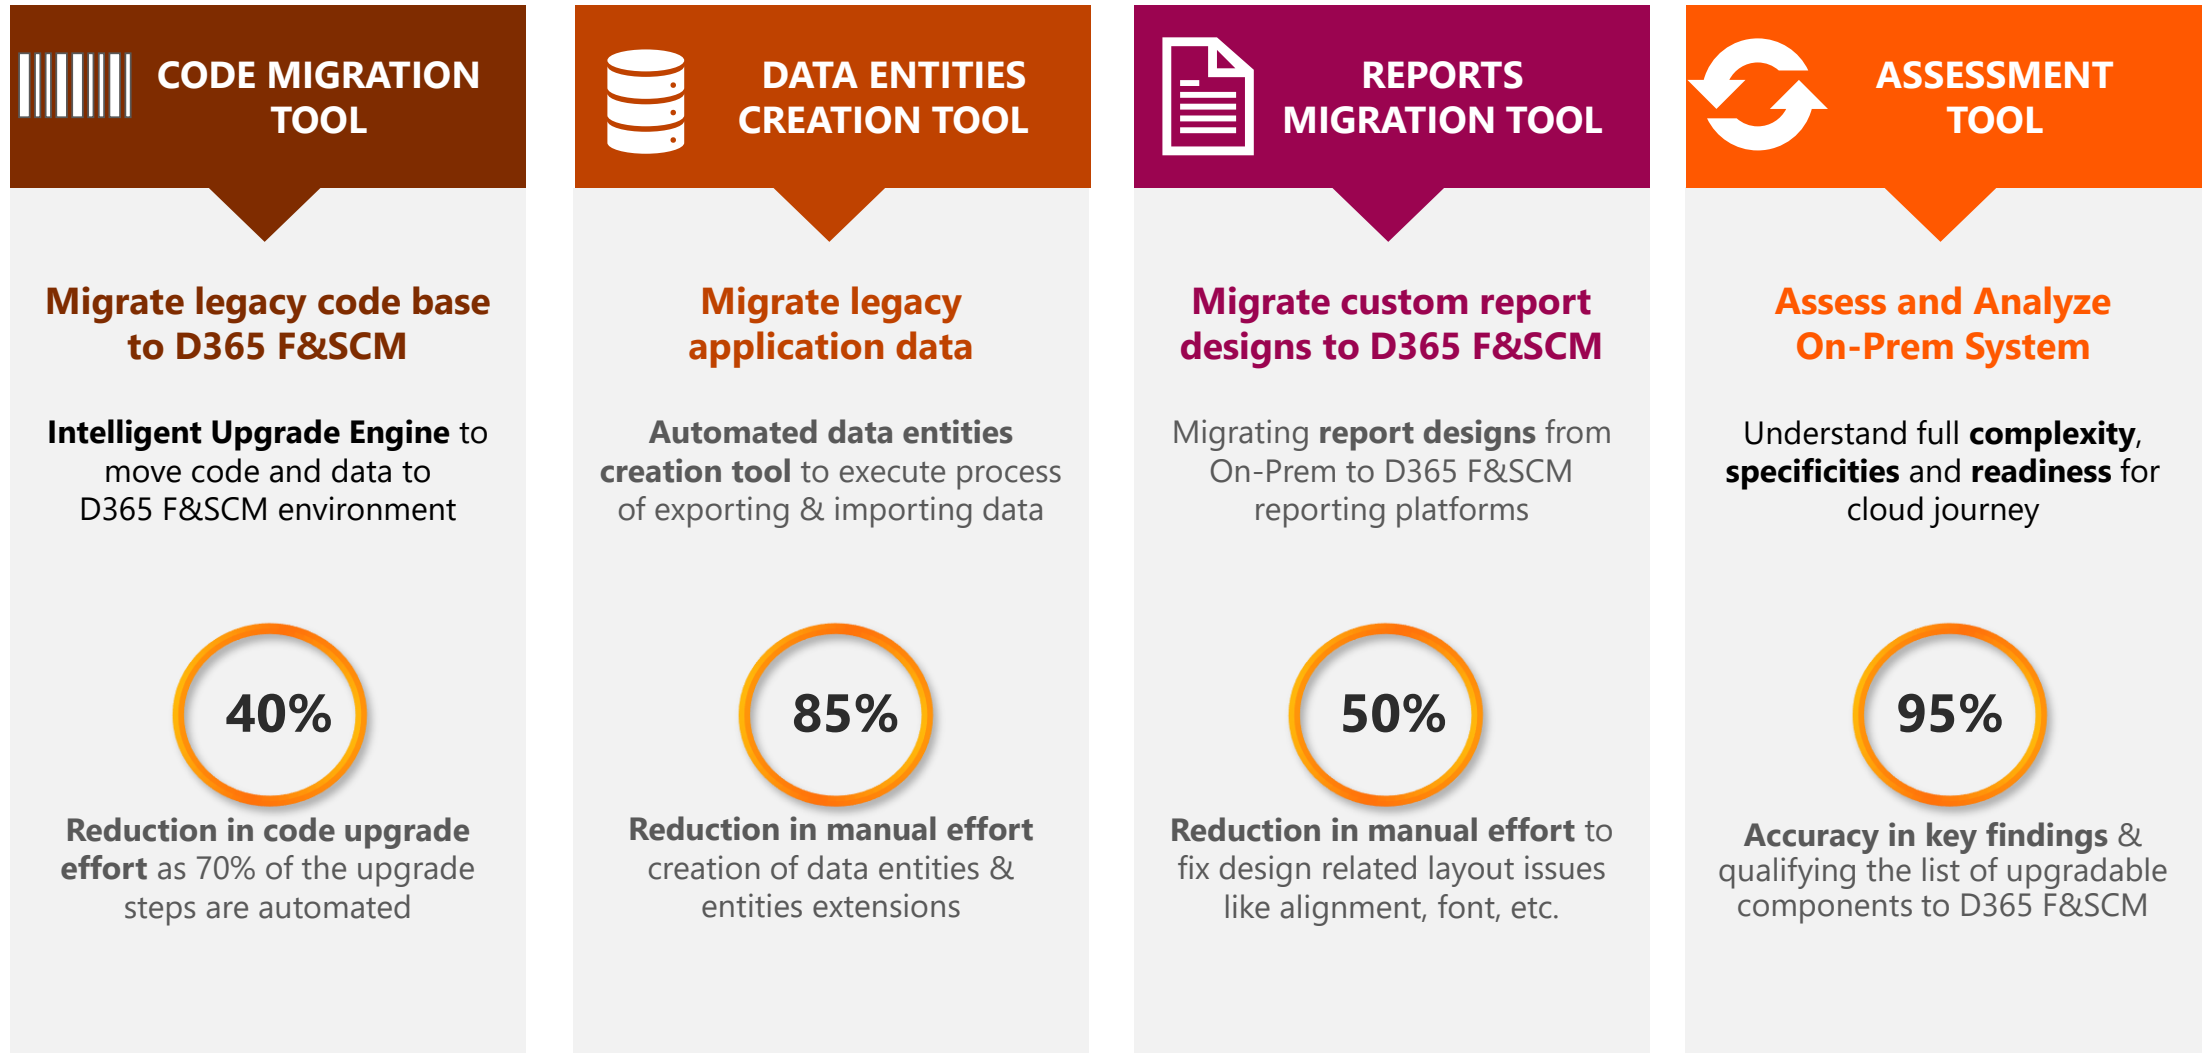 CODE MIGRATION
TOOL
Migrate legacy code base
to D365 F&SCM
Intelligent Upgrade Engine to
move code and data to
D365 F&SCM environment
40%
Reduction in code upgrade
effort as 70% of the upgrade
steps are automated
DATA ENTITIES
CREATION TOOL
Migrate legacy
application data
Automated data entities
creation tool to execute process
of exporting & importing data
85%
Reduction in manual effort
creation of data entities &
entities extensions
REPORTS
MIGRATION TOOL
Migrate custom report
designs to D365 F&SCM
Migrating report designs from
On-Prem to D365 F&SCM
reporting platforms
50%
Reduction in manual effort to
fix design related layout issues
like alignment, font, etc.
ASSESSMENT
TOOL
Assess and Analyze
On-Prem System
Understand full complexity,
specificities and readiness for
cloud journey
95%
Accuracy in key findings &
qualifying the list of upgradable
components to D365 F&SCM